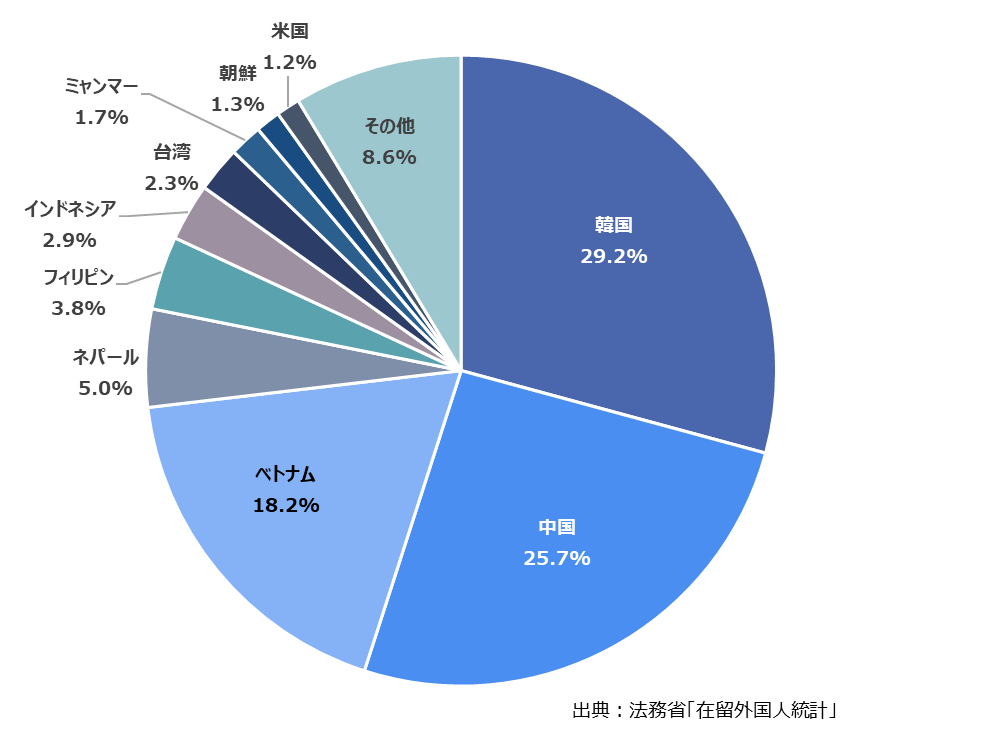 米国
1.2%
朝鮮
1.3%
ミャンマー
1.7%
台湾
2.3%
インドネシア
2.9%
フィリピン
3.8%
ネパール
5.0%
その他
8.6%
韓国
29.2%
ベトナム
18.2%
中国
25.7%
出典：法務省｢在留外国人統計｣